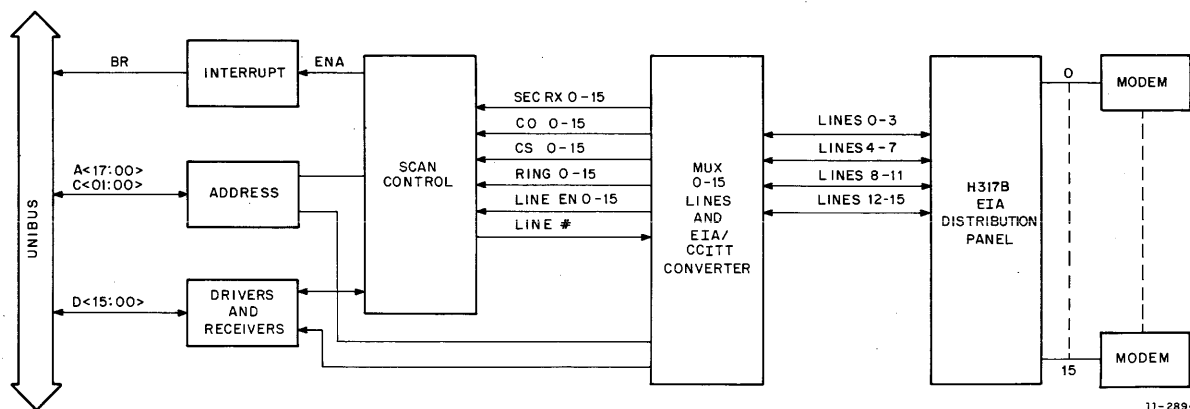 UNIBUS
BR
INTERRUPT
ENA
A<17:00>
C<01:00>
ADDRESS
D<15:00>
DRIVERS
AND
RECEIVERS
SCAN
CONTROL
SEC RX 0-15
CO 0-15
CS 0-15
RING 0-15
LINE EN 0-15
LINE #
MUX
0-15
LINES
AND
EIA/
CCITT
CONVERTER
LINES 0-3
LINES 4-7
LINES 8-11
LINES 12-15
H317B
EIA
DISTRIBUTION
PANEL
0
MODEM
15
MODEM